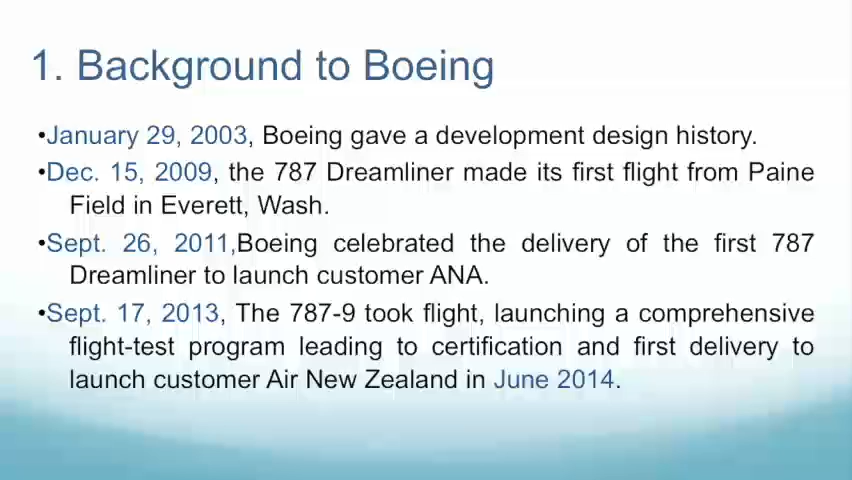 1. Background to Boeing
•January 29, 2003, Boeing gave a development design history.
•Dec. 15, 2009, the 787 Dreamliner made its first flight from Paine
Field in Everett, Wash.
•Sept. 26, 2011,Boeing celebrated the delivery of the first 787
Dreamliner to launch customer ANA.
•Sept. 17, 2013, The 787-9 took flight, launching a comprehensive
flight-test program leading to certification and first delivery to
launch customer Air New Zealand in June 2014.